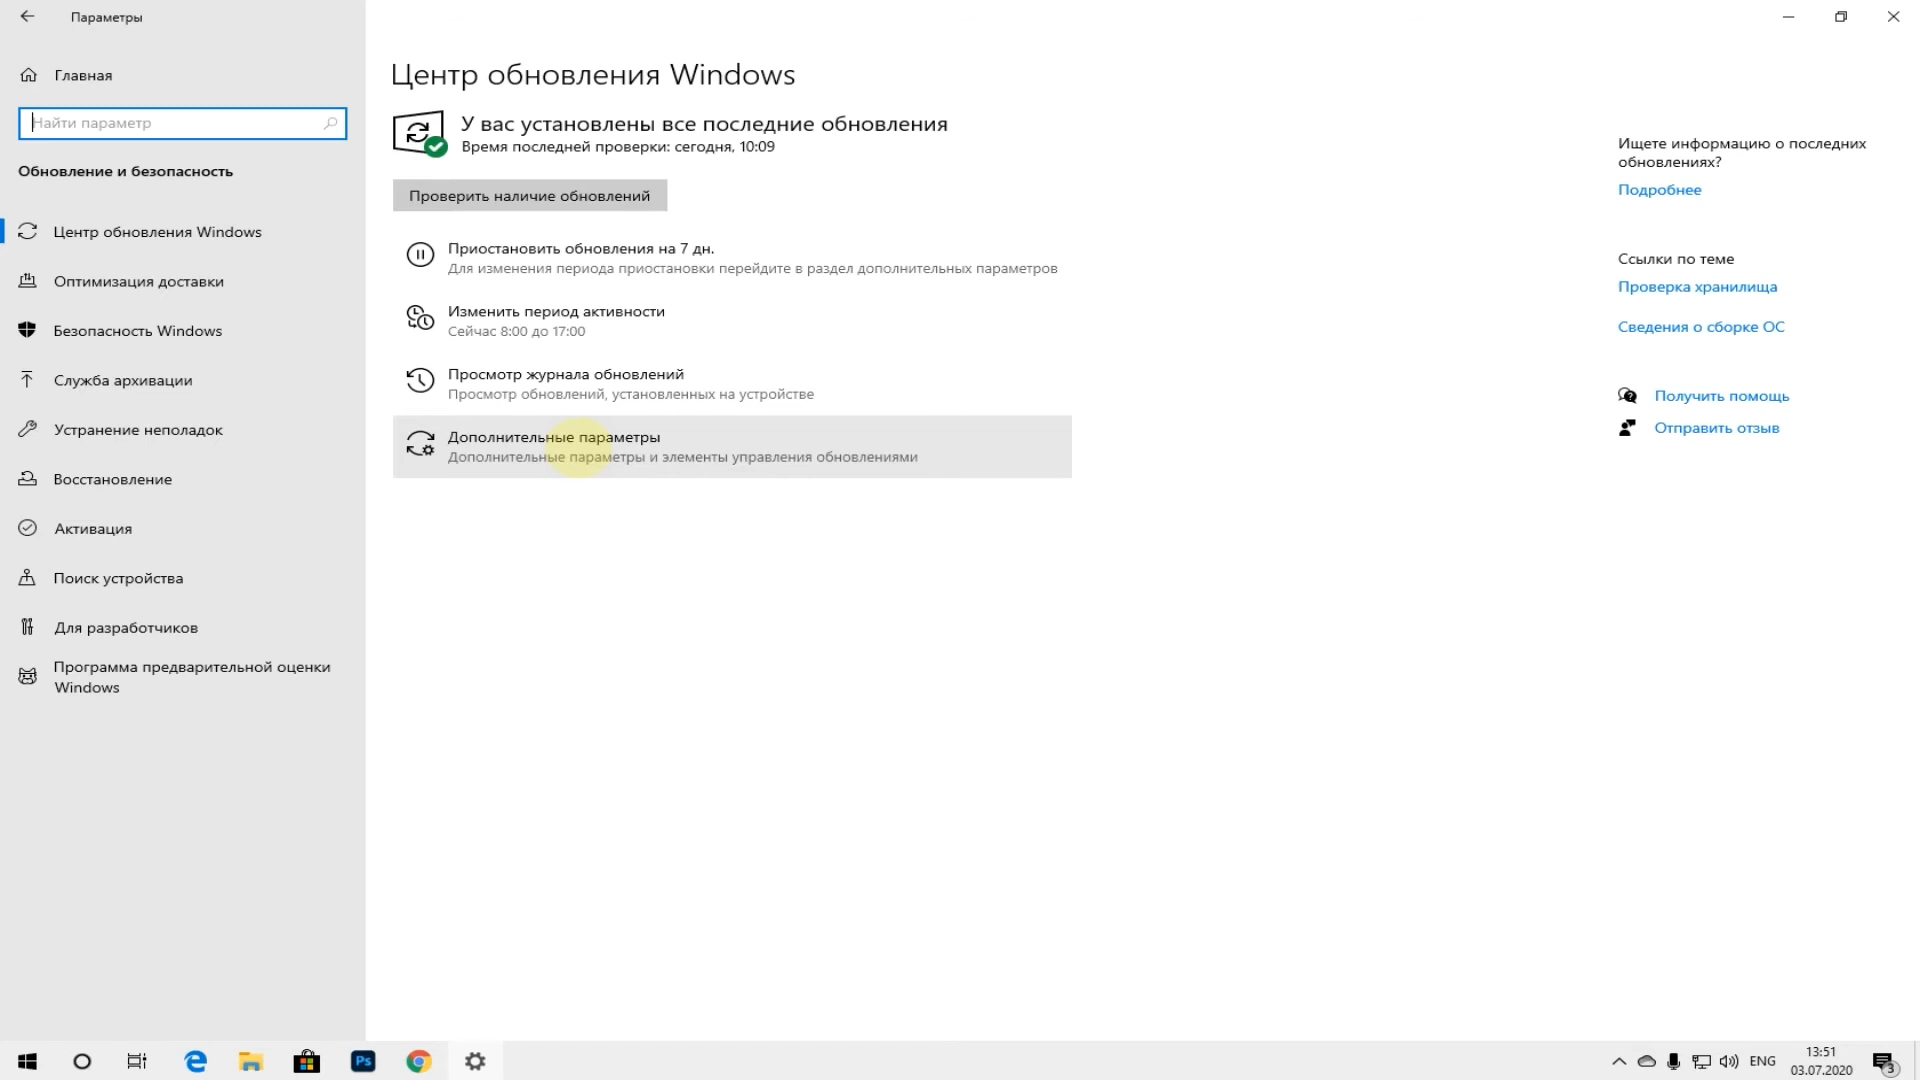 Параметры
Главная
Найти параметр
Обновление и безопасность
Центр обновления Windows
Оптимизация доставки
Безопасность Windows
Служба архивации
Устранение неполадок
Восстановление
Активация
Поиск устройства
Для разработчиков
Программа предварительной оценки
Windows
Центр обновления Windows
У вас установлены все последние обновления
Время последней проверки: сегодня, 10:09
Проверить наличие обновлений
Приостановить обновления на 7 дн.
Для изменения периода приостановки перейдите в раздел дополнительных параметров
Изменить период активности
Сейчас 8:00 до 17:00
Просмотр журнала обновлений
Просмотр обновлений, установленных на устройстве
Дополнительные параметры
Дополнительные параметры и элементы управления обновлениями
Ищете информацию о последних
обновлениях?
Подробнее
Ссылки по теме
Проверка хранилища
Сведения о сборке ОС
Получить помощь
Отправить отзыв
Ps
ENG
13:51
03.07.2020
3